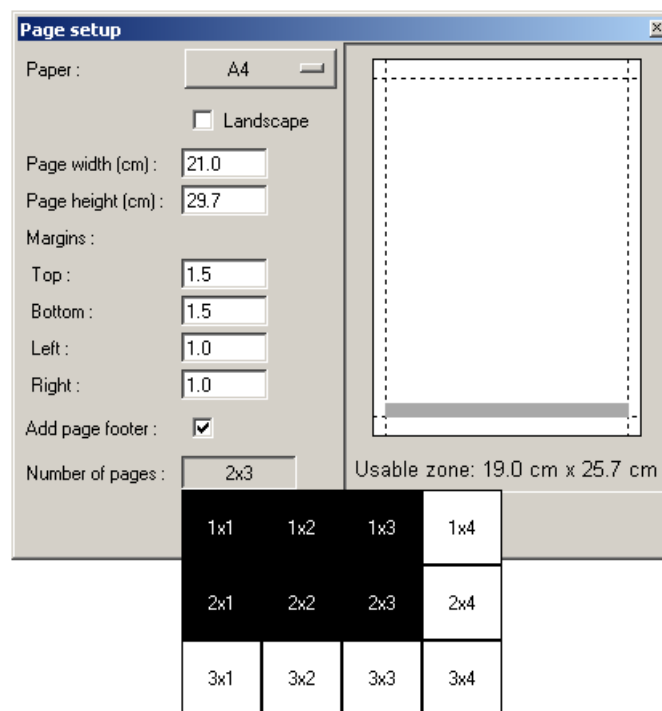 Page setup
Paper : A4
Landscape
Page width (cm) : 21.0
Page height (cm) : 29.7
Margins :
Top : 1.5
Bottom : 1.5
Left : 1.0
Right : 1.0
Add page footer :
Number of pages : 2x3
Usable zone: 19.0 cm x 25.7 cm
1x1 1x2 1x3 1x4
2x1 2x2 2x3 2x4
3x1 3x2 3x3 3x4